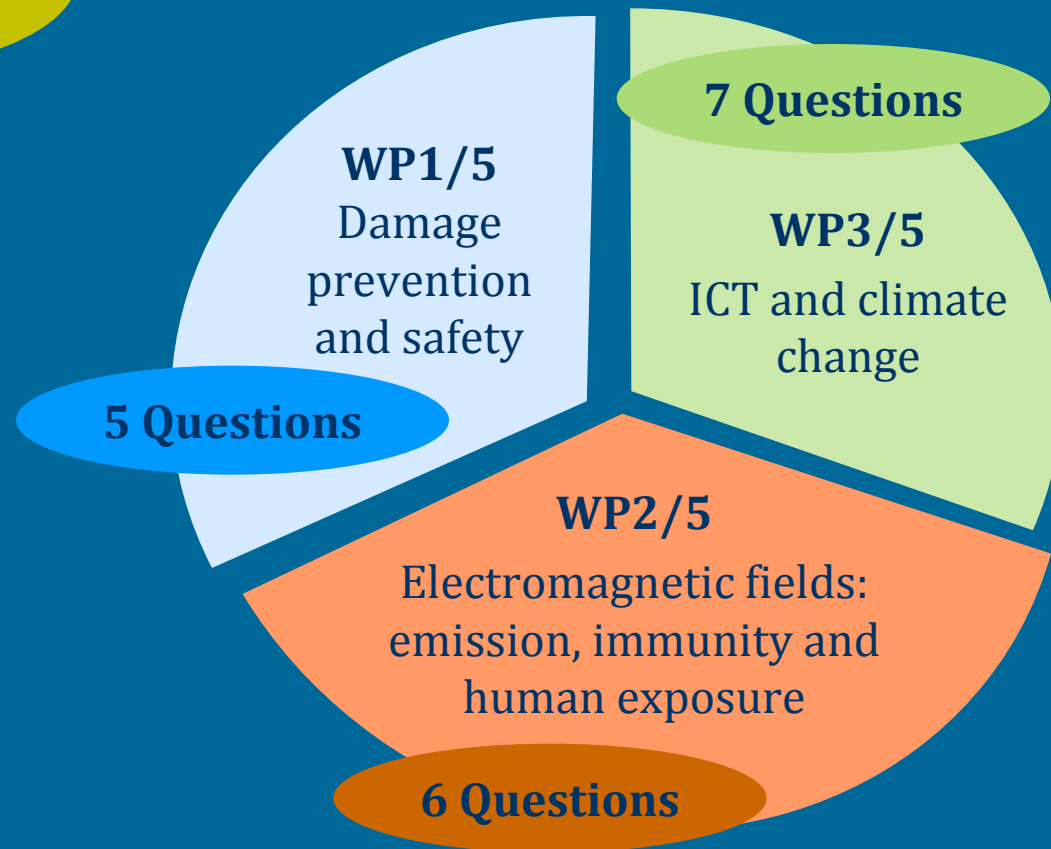 WP1/5
Damage
prevention
and safety
5 Questions
7 Questions
WP3/5
ICT and climate
change
WP2/5
Electromagnetic fields:
emission, immunity and
human exposure
6 Questions